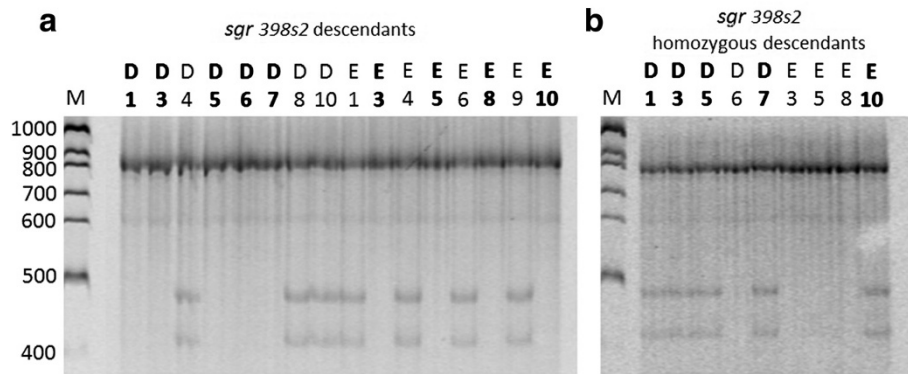 a
sgr 398s2 descendants
D D D D D D D D E E E E E E E E
M 1 3 4 5 6 7 8 10 1 3 4 5 6 8 9 10
1000
900
800
700
600
500
400
b
sgr 398s2
homozygous descendants
D D D D D E E E E
M 1 3 5 6 7 3 5 8 10